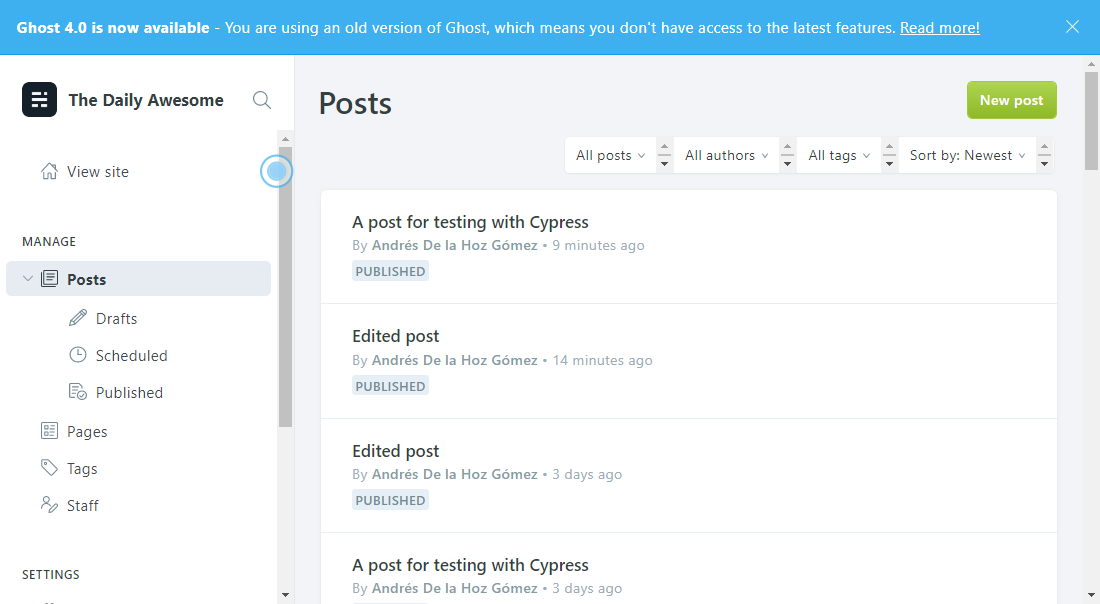 Ghost 4.0 is now available - You are using an old version of Ghost, which means you don't have access to the latest features. Read more!
The Daily Awesome
View site
MANAGE
Posts
Drafts
Scheduled
Published
Pages
Tags
Staff
SETTINGS
Posts
New post
All posts
All authors
All tags
Sort by: Newest
A post for testing with Cypress
By Andrés De la Hoz Gómez • 9 minutes ago
PUBLISHED
Edited post
By Andrés De la Hoz Gómez • 14 minutes ago
PUBLISHED
Edited post
By Andrés De la Hoz Gómez • 3 days ago
PUBLISHED
A post for testing with Cypress
By Andrés De la Hoz Gómez • 3 days ago